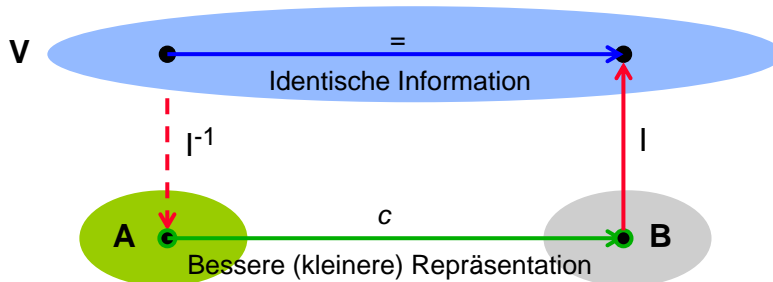 V
=
Identische Information
I-1
I
A
c
B
Bessere (kleinere) Repräsentation